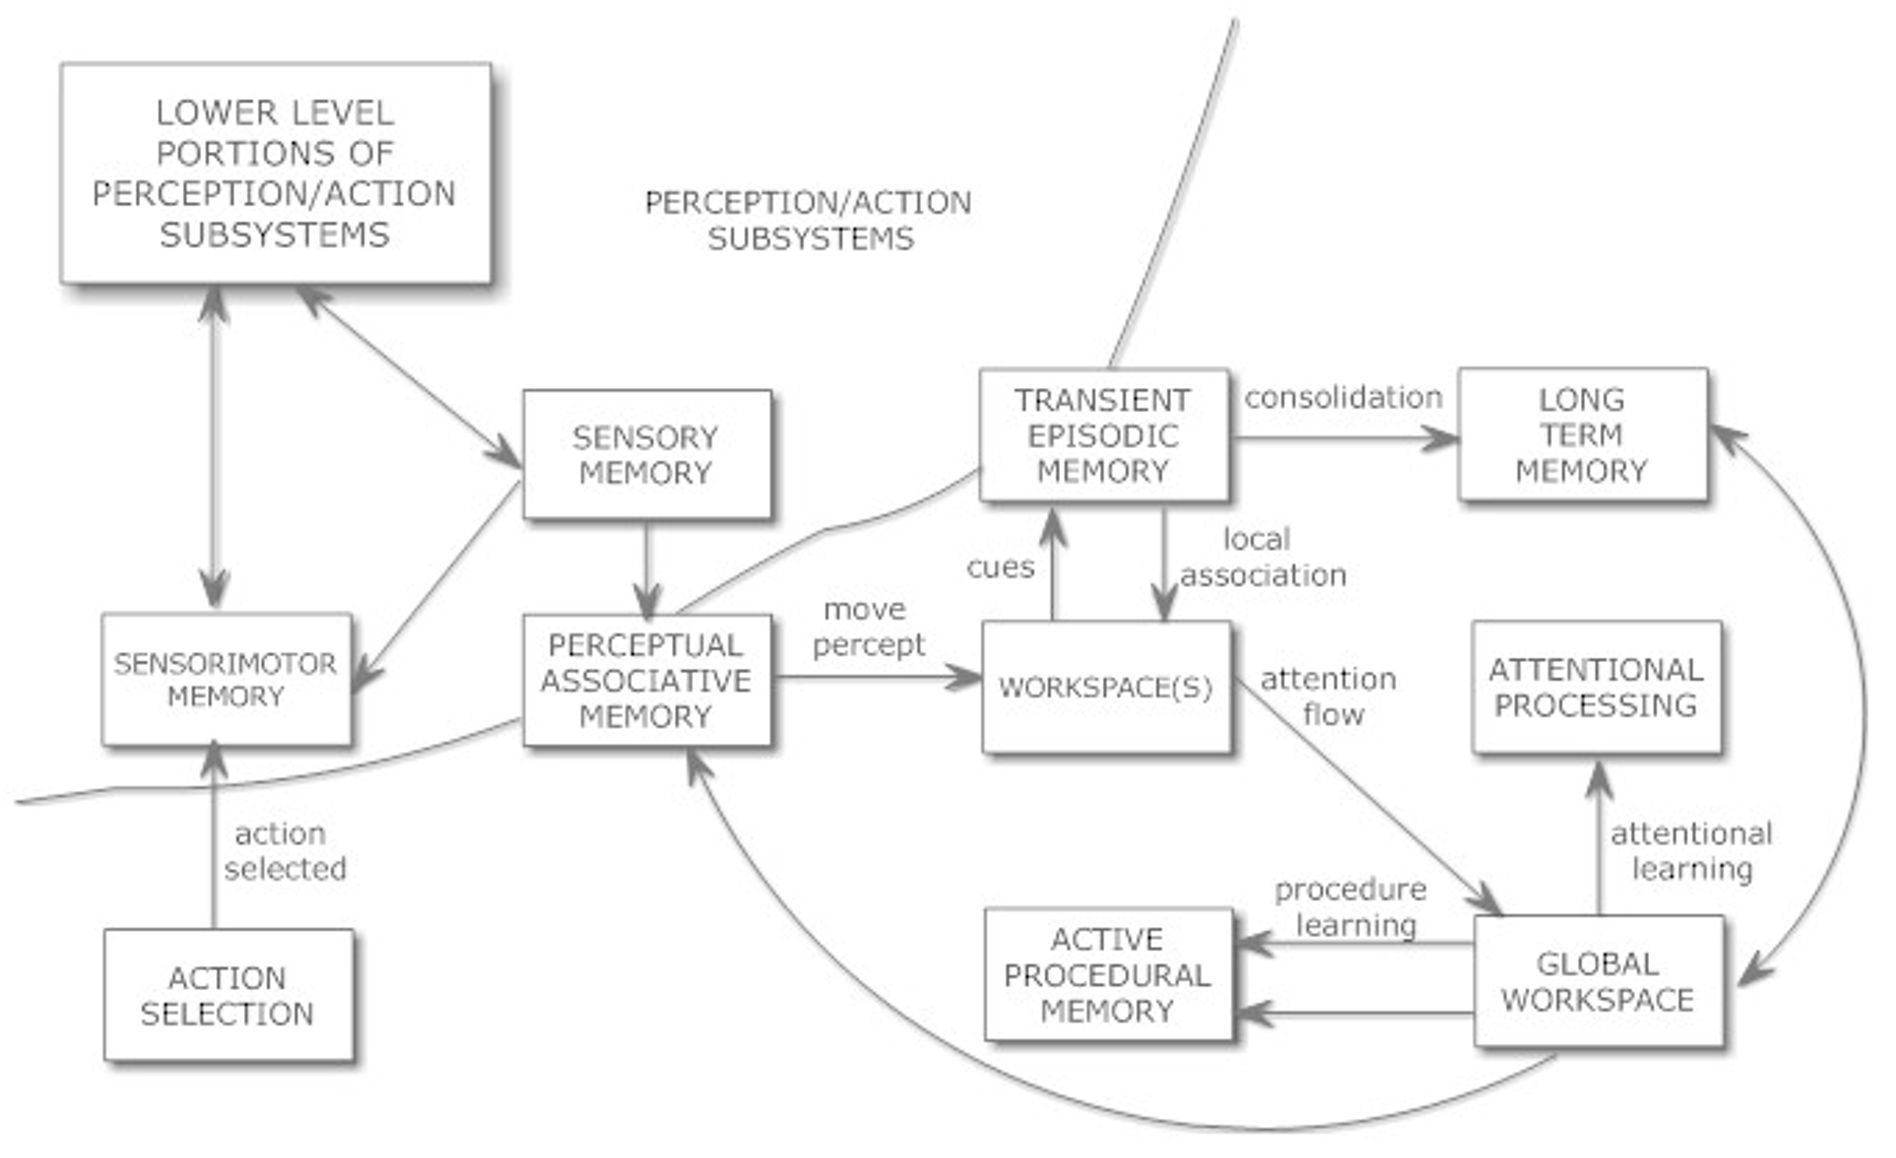 LOWER LEVEL
PORTIONS OF
PERCEPTION/ACTION
SUBSYSTEMS
PERCEPTION/ACTION
SUBSYSTEMS
SENSORY
MEMORY
TRANSIENT
EPISODIC
MEMORY
consolidation
LONG
TERM
MEMORY
cues
local
association
SENSORIMOTOR
MEMORY
PERCEPTUAL
ASSOCIATIVE
MEMORY
move
percept
WORKSPACE(S)
attention
flow
ATTENTIONAL
PROCESSING
action
selected
attentional
learning
procedure
learning
ACTION
SELECTION
ACTIVE
PROCEDURAL
MEMORY
GLOBAL
WORKSPACE